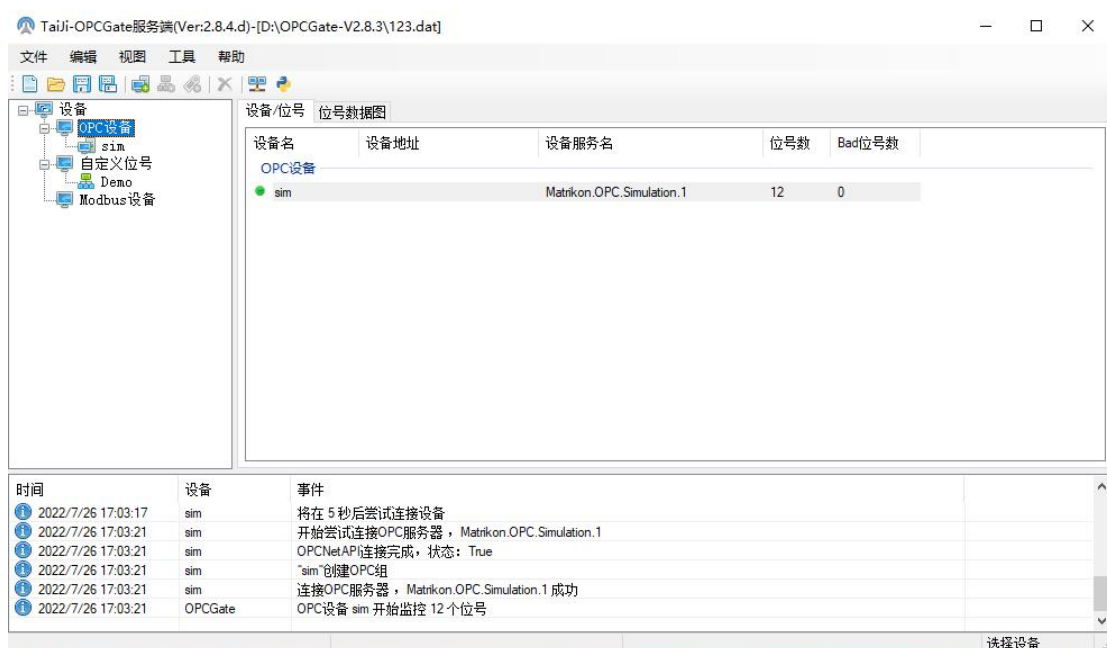 TaiJi-OPCGate服务端(Ver:2.8.4.d)-[D:\OPCGate-V2.8.3\123.dat]
文件 编辑 视图 工具 帮助
设备
OPC设备
sim
自定义位号
Demo
Modbus设备
设备/位号 位号数据图
设备名 设备地址 设备服务名 位号数 Bad位号数
OPC设备
sim Matrikon.OPC.Simulation.1 12 0
时间 设备 事件
2022/7/26 17:03:17 sim 将在 5 秒后尝试连接设备
2022/7/26 17:03:21 sim 开始尝试连接OPC服务器 ，Matrikon.OPC.Simulation.1
2022/7/26 17:03:21 sim OPCNetAPI连接完成，状态：True
2022/7/26 17:03:21 sim "sim"创建OPC组
2022/7/26 17:03:21 sim 连接OPC服务器 ，Matrikon.OPC.Simulation.1 成功
2022/7/26 17:03:21 OPCGate OPC设备 sim 开始监控 12 个位号
选择设备